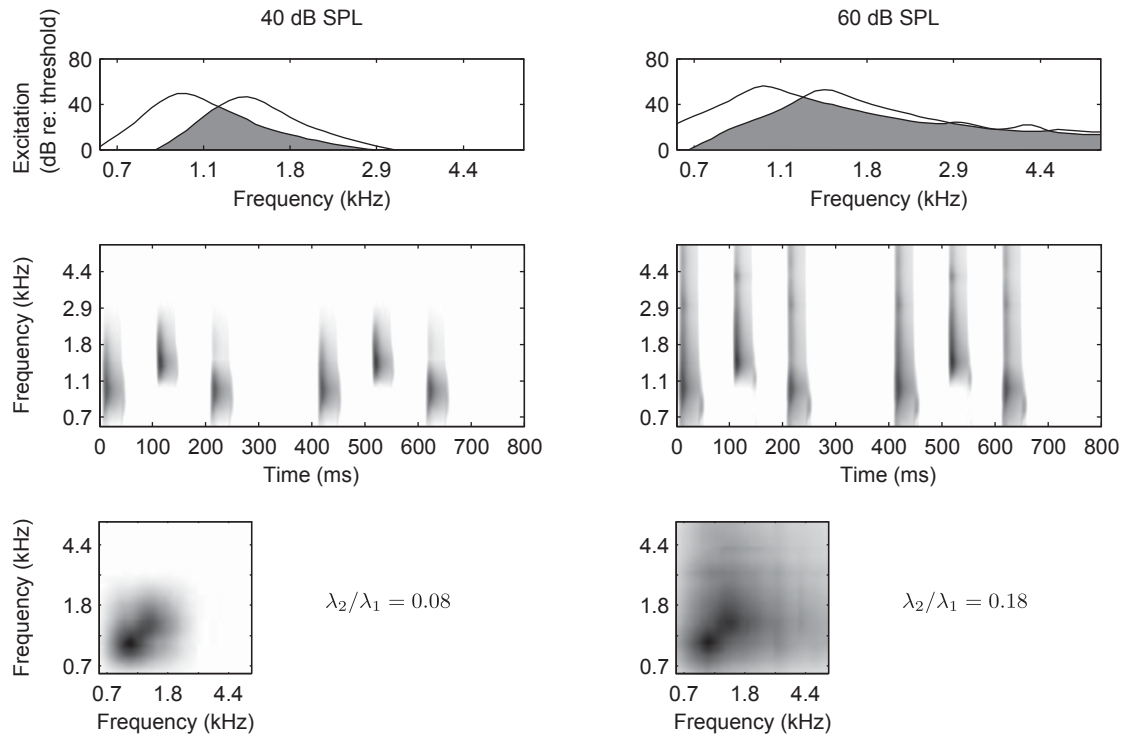 40 dB SPL
60 dB SPL
Excitation
(dB re: threshold)
80
40
0
0.7 1.1 1.8 2.9 4.4
Frequency (kHz)
80
40
0
0.7 1.1 1.8 2.9 4.4
Frequency (kHz)
Frequency (kHz)
4.4
2.9
1.8
1.1
0.7
0 100 200 300 400 500 600 700 800
Time (ms)
4.4
2.9
1.8
1.1
0.7
0 100 200 300 400 500 600 700 800
Time (ms)
Frequency (kHz)
4.4
1.8
0.7
0.7 1.8 4.4
Frequency (kHz)
λ₂/λ₁ = 0.08
4.4
1.8
0.7
0.7 1.8 4.4
Frequency (kHz)
λ₂/λ₁ = 0.18